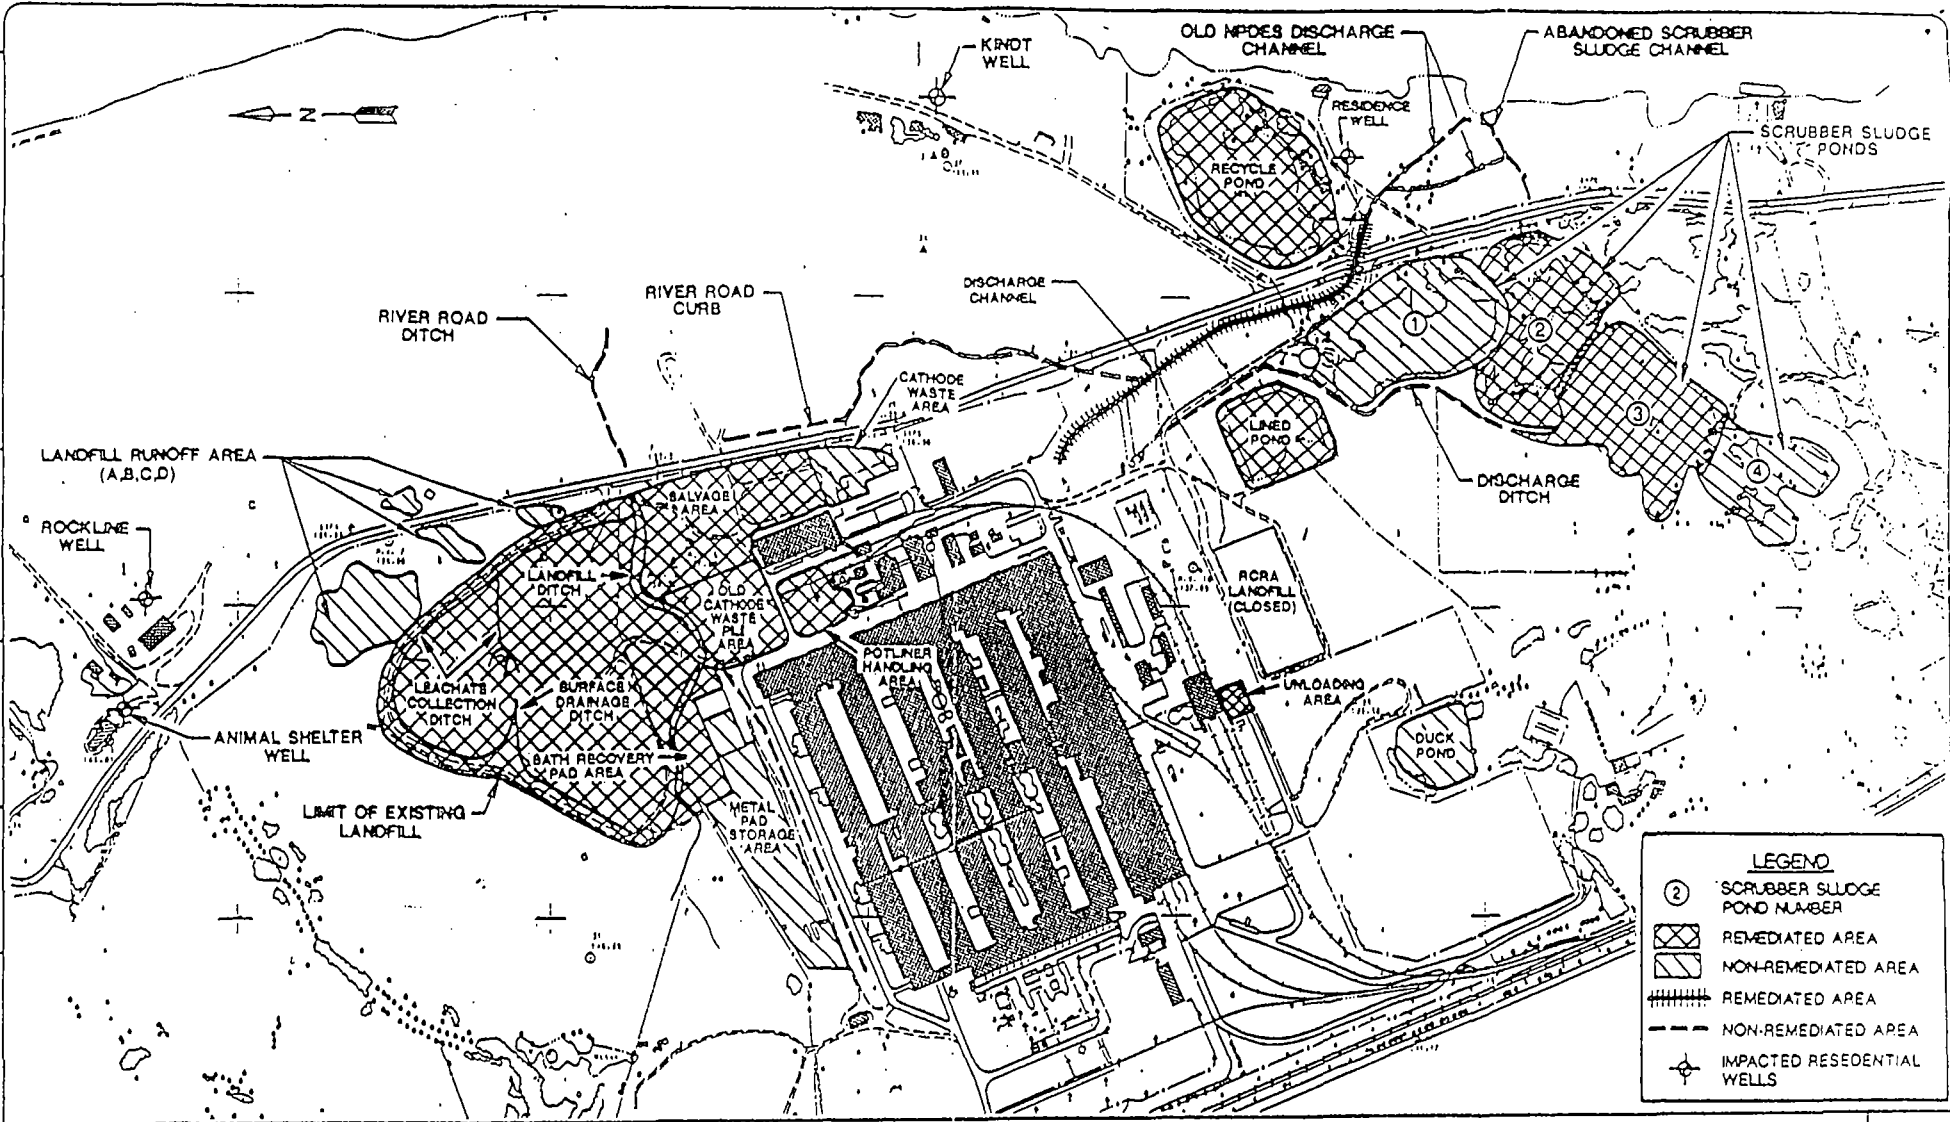 KINOT
WELL
OLD NPDES DISCHARGE
CHANNEL
ABANDONED SCRUBBER
SLUDGE CHANNEL
N
RESIDENCE
WELL
SCRUBBER SLUDGE
PONDS
RECYCLE
POND
DISCHARGE
CHANNEL
RIVER ROAD
CURB
RIVER ROAD
DITCH
1
2
3
4
CATHODE
WASTE
AREA
LINED
POND
LANDFILL RUNOFF AREA
(A,B,C,D)
SALVAGE
AREA
DISCHARGE
DITCH
ROCKLINE
WELL
LANDFILL
DITCH
OLD
CATHODE
WASTE
PILE
AREA
RCRA
LANDFILL
(CLOSED)
POTLINER
HANDLING
AREA
LEACHATE
COLLECTION
DITCH
SURFACE
DRAINAGE
DITCH
UNLOADING
AREA
ANIMAL SHELTER
WELL
DUCK
POND
BATH RECOVERY
PAD AREA
LIMIT OF EXISTING
LANDFILL
METAL
PAD
STORAGE
AREA
LEGEND
2 SCRUBBER SLUDGE
POND NUMBER
REMEDIATED AREA
NON-REMEDIATED AREA
REMEDIATED AREA
NON-REMEDIATED AREA
IMPACTED RESEDENTIAL
WELLS